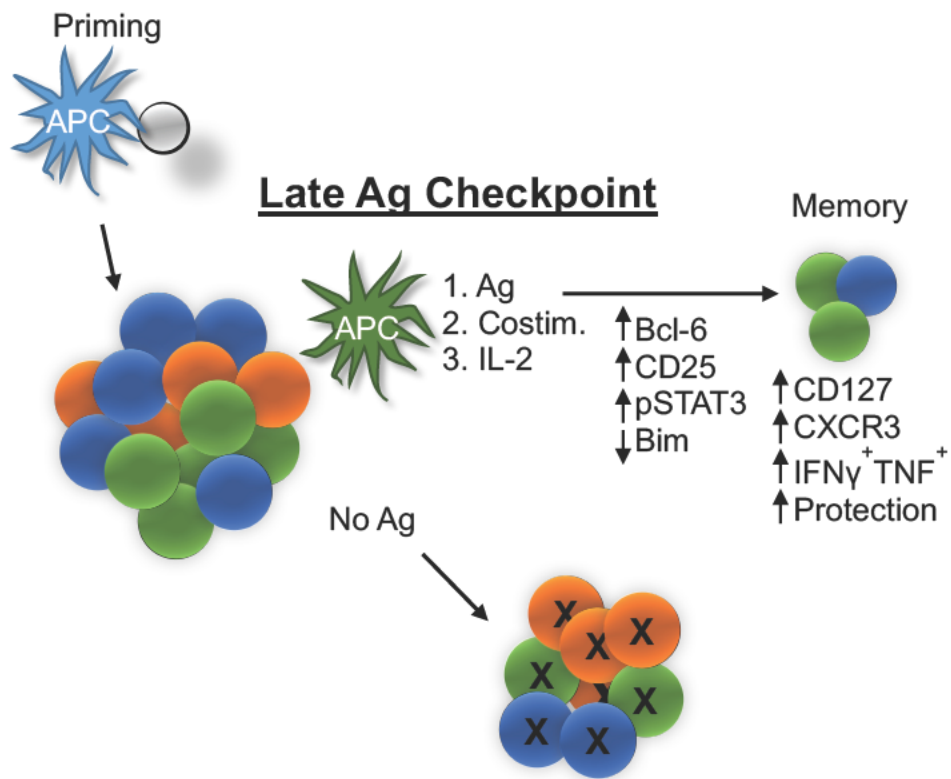 Priming
APC
Late Ag Checkpoint
Memory
APC
1. Ag
2. Costim.
3. IL-2
↑Bcl-6
↑CD25
↑pSTAT3
↓Bim
↑CD127
↑CXCR3
↑IFNγ⁺TNF⁺
↑Protection
No Ag
X
X
X
X
X
X
X
X